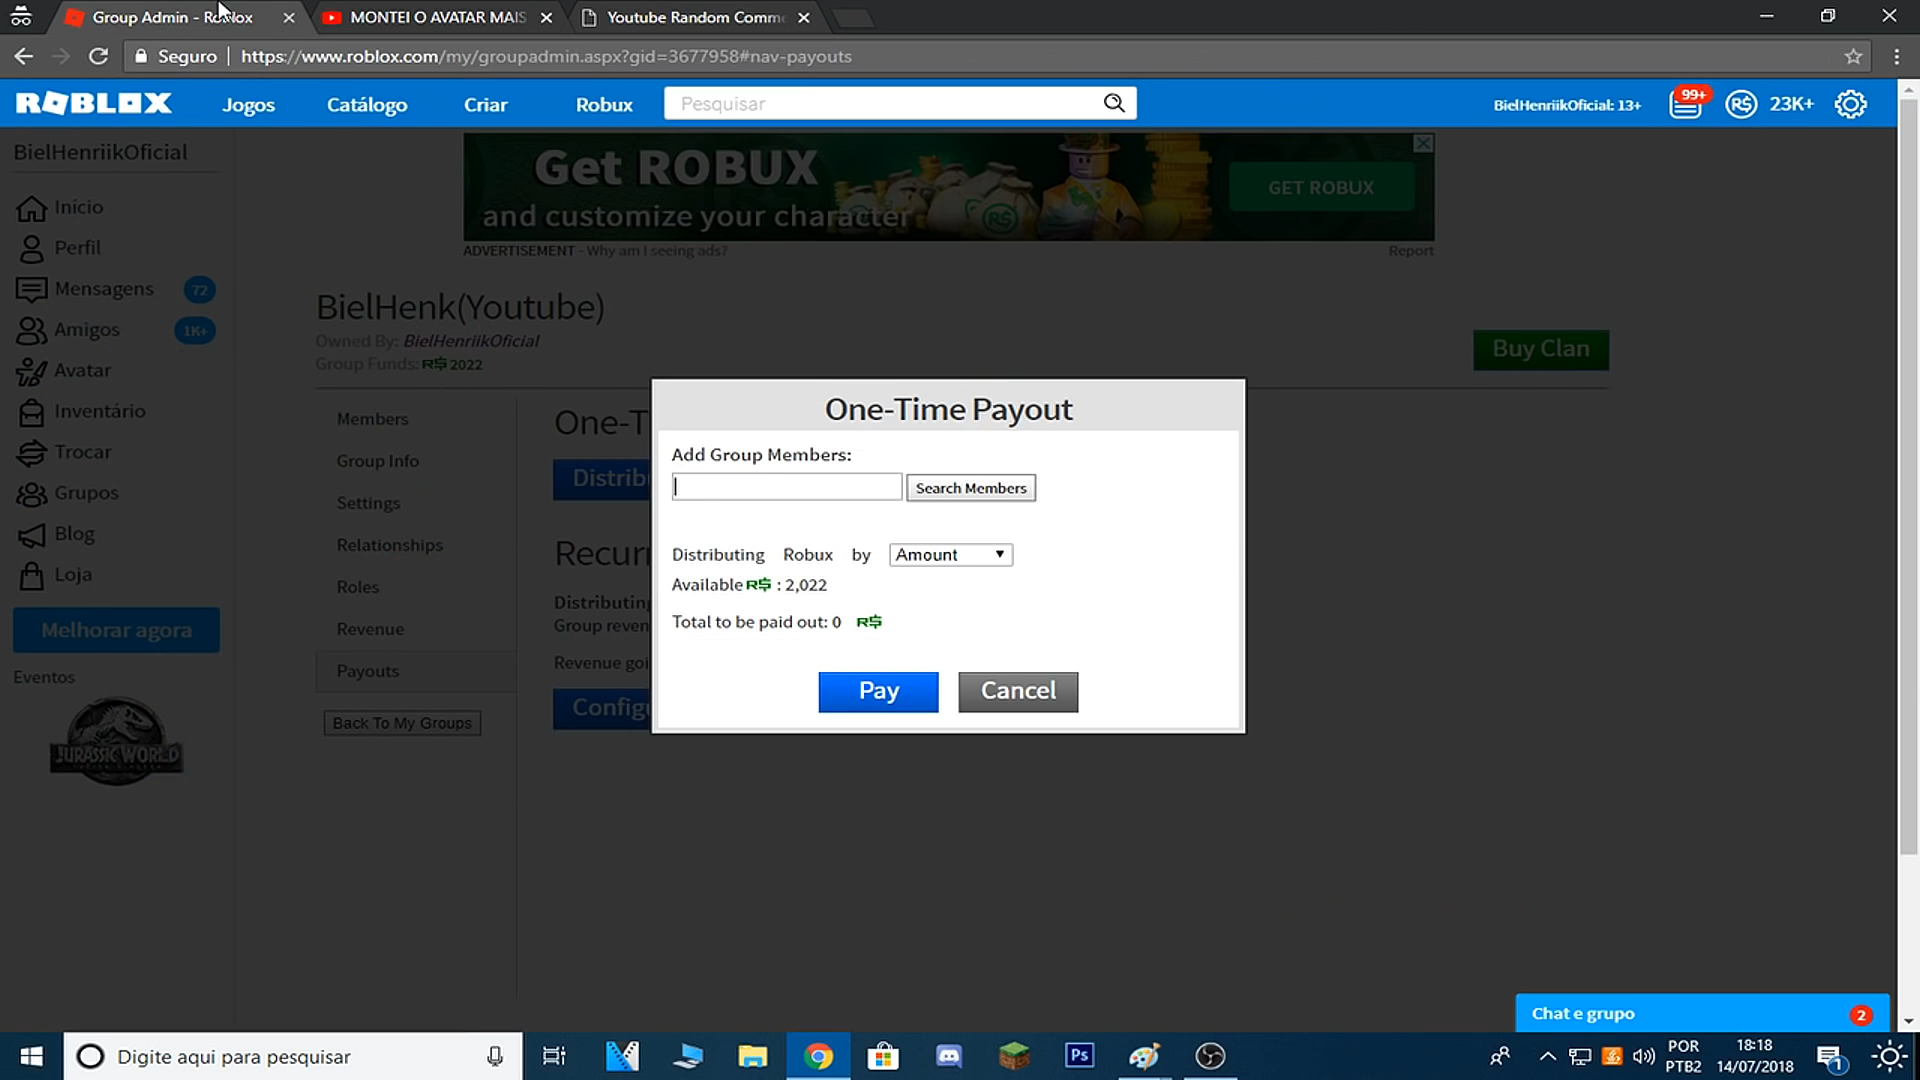 Group Admin - Roblox
MONTEI O AVATAR MAIS
Youtube Random Comme
Seguro
https://www.roblox.com/my/groupadmin.aspx?gid=3677958#nav-payouts
ROBLOX
Jogos
Catálogo
Criar
Robux
Pesquisar
BielHenriikOficial: 13+
99+
R$
23K+
BielHenriikOficial
Início
Perfil
Mensagens
72
Amigos
1K+
Avatar
Inventário
Trocar
Grupos
Blog
Loja
Melhorar agora
Eventos
JURASSIC WORLD
Get ROBUX
and customize your character
R$
GET ROBUX
ADVERTISEMENT - Why am I seeing ads?
Report
BielHenk(Youtube)
Owned By: BielHenriikOficial
Group Funds: R$ 2022
Buy Clan
Members
Group Info
Settings
Relationships
Roles
Revenue
Payouts
Back To My Groups
One-T
Distrib
Recur
Distributing
Group reven
Revenue goi
Config
One-Time Payout
Add Group Members:
Search Members
Distributing Robux by Amount
Available R$ : 2,022
Total to be paid out: 0 R$
Pay
Cancel
Chat e grupo
2
Digite aqui para pesquisar
Ps
POR
PTB2
18:18
14/07/2018
1